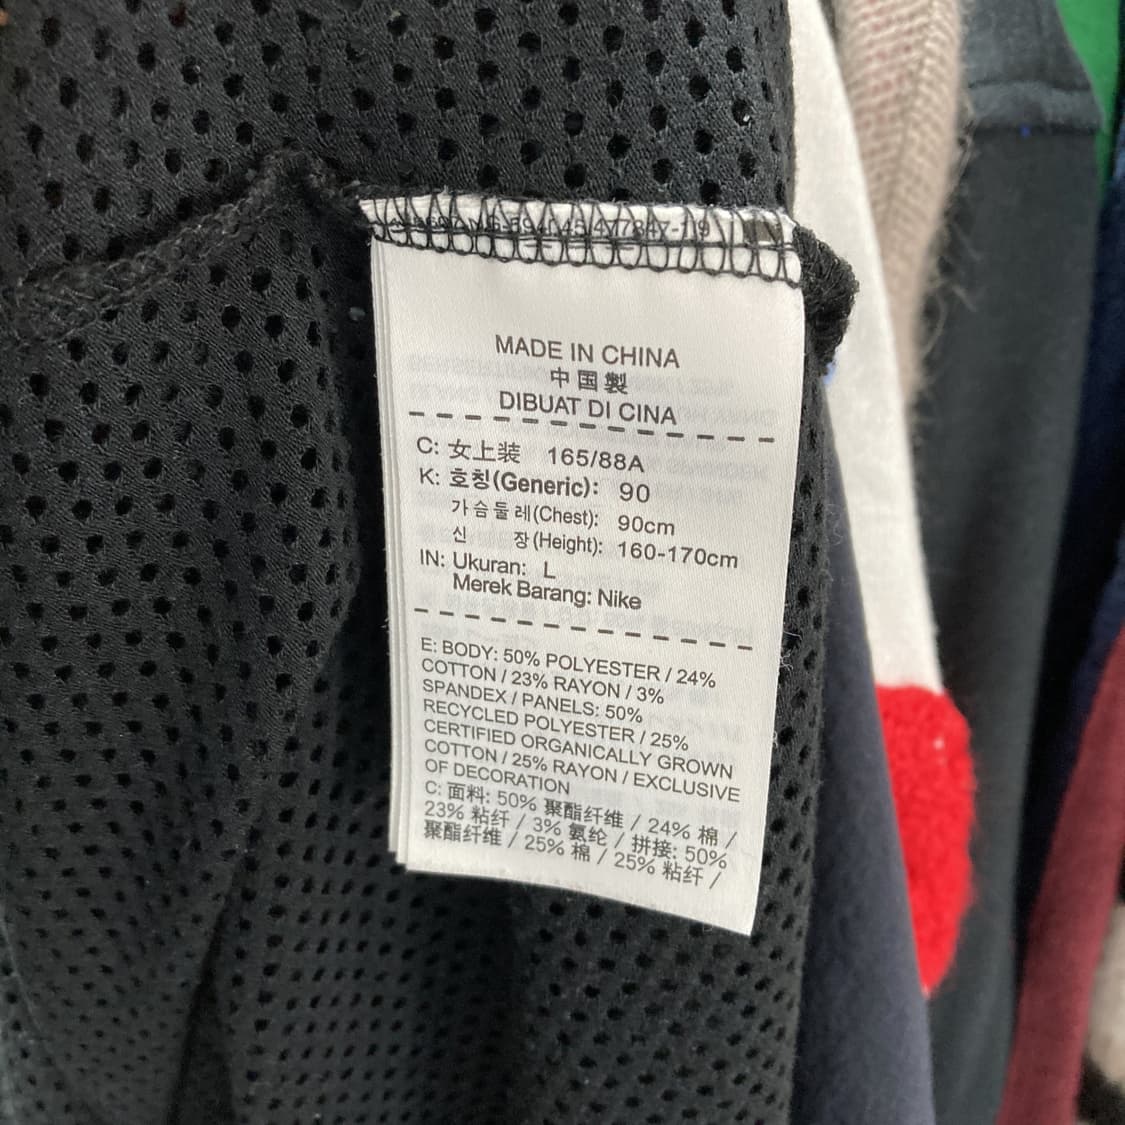 MADE IN CHINA
中国製
DIBUAT DI CINA
C: 女上装 165/88A
K: 호칭(Generic): 90
가슴둘레(Chest): 90cm
신 장(Height): 160-170cm
IN: Ukuran: L
Merek Barang: Nike
E: BODY: 50% POLYESTER / 24%
COTTON / 23% RAYON / 3%
SPANDEX / PANELS: 50%
RECYCLED POLYESTER / 25%
CERTIFIED ORGANICALLY GROWN
COTTON / 25% RAYON / EXCLUSIVE
OF DECORATION
C: 面料: 50% 聚酯纤维 / 24% 棉 /
23% 粘纤 / 3% 氨纶 / 拼接: 50%
聚酯纤维 / 25% 棉 / 25% 粘纤 /